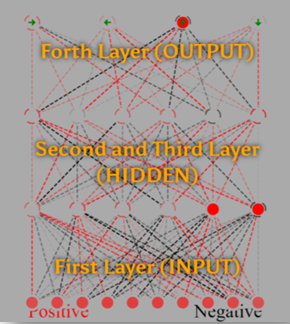 Forth Layer (OUTPUT)
Second and Third Layer
(HIDDEN)
First Layer (INPUT)
Positive Negative